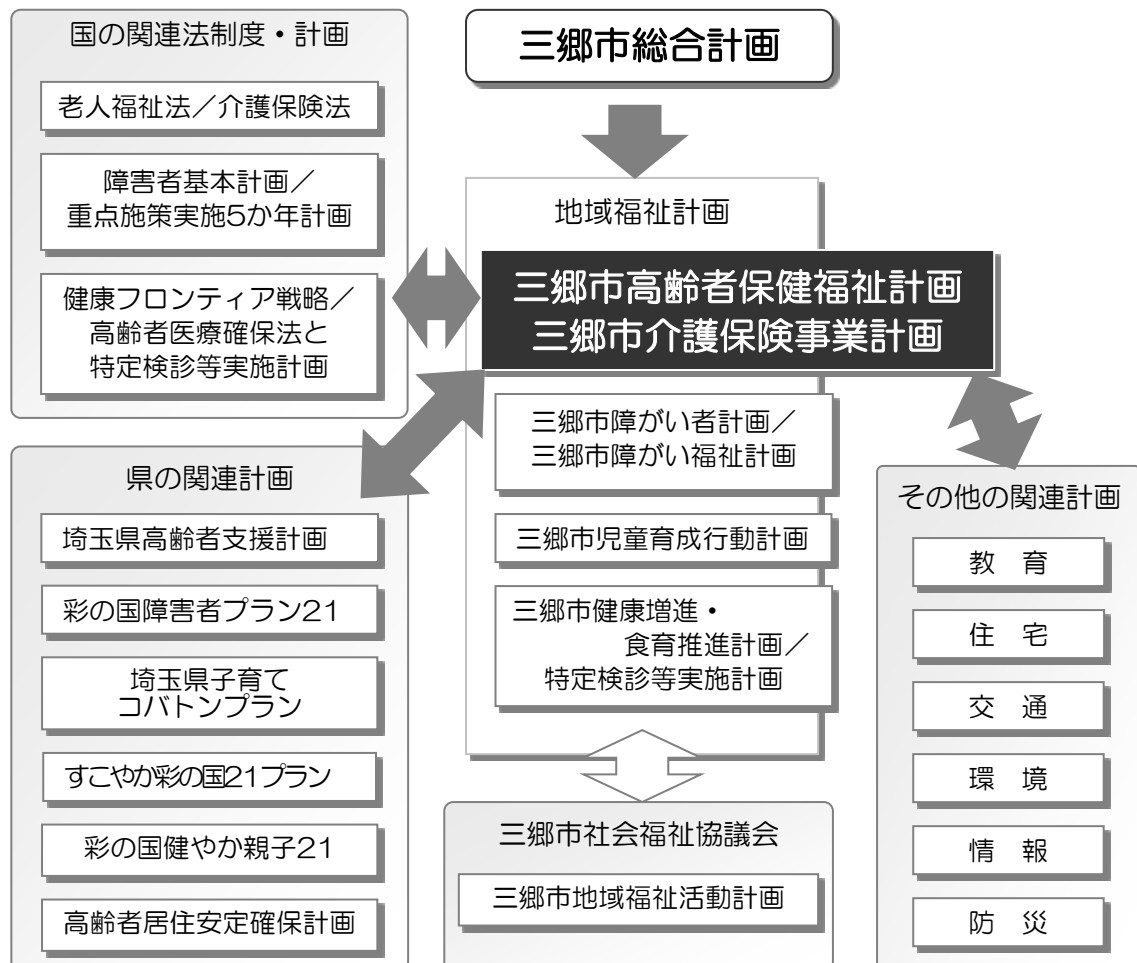 国の関連法制度・計画
老人福祉法／介護保険法
障害者基本計画／
重点施策実施5か年計画
健康フロンティア戦略／
高齢者医療確保法と
特定検診等実施計画
三郷市総合計画
地域福祉計画
三郷市高齢者保健福祉計画
三郷市介護保険事業計画
三郷市障がい者計画／
三郷市障がい福祉計画
三郷市児童育成行動計画
三郷市健康増進・
食育推進計画／
特定検診等実施計画
県の関連計画
埼玉県高齢者支援計画
彩の国障害者プラン21
埼玉県子育て
コバトンプラン
すこやか彩の国21プラン
彩の国健やか親子21
高齢者居住安定確保計画
三郷市社会福祉協議会
三郷市地域福祉活動計画
その他の関連計画
教　育
住　宅
交　通
環　境
情　報
防　災